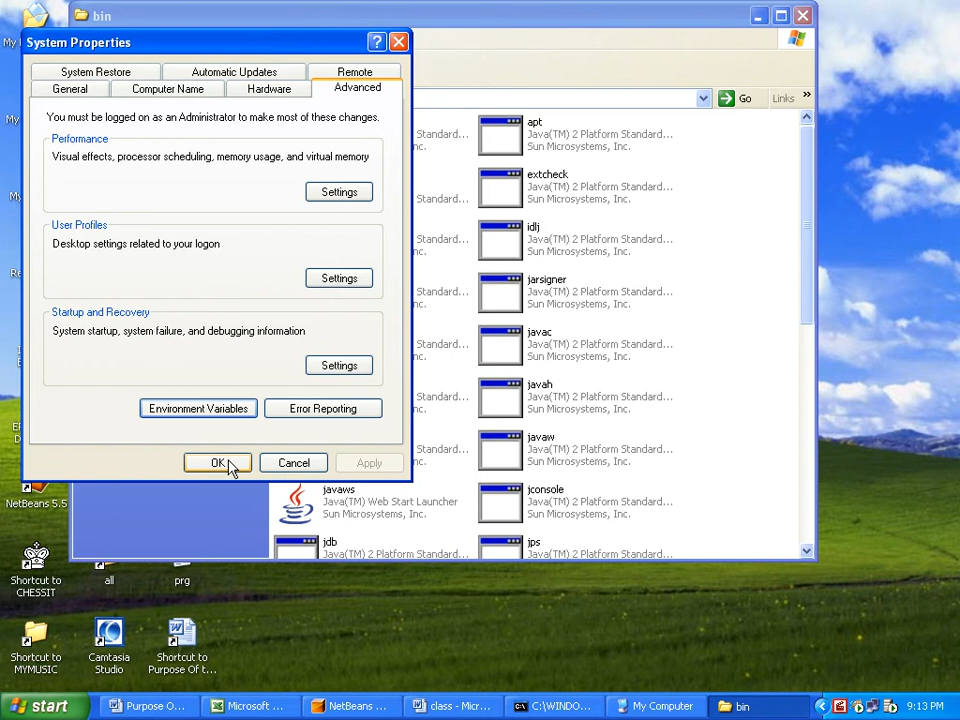 bin
System Properties
System Restore
Automatic Updates
Remote
General
Computer Name
Hardware
Advanced
You must be logged on as an Administrator to make most of these changes.
Performance
Visual effects, processor scheduling, memory usage, and virtual memory
Settings
User Profiles
Desktop settings related to your logon
Settings
Startup and Recovery
System startup, system failure, and debugging information
Settings
Environment Variables
Error Reporting
OK
Cancel
Apply
Go
Links
apt
Java(TM) 2 Platform Standard...
Sun Microsystems, Inc.
extcheck
Java(TM) 2 Platform Standard...
Sun Microsystems, Inc.
idlj
Java(TM) 2 Platform Standard...
Sun Microsystems, Inc.
jarsigner
Java(TM) 2 Platform Standard...
Sun Microsystems, Inc.
javac
Java(TM) 2 Platform Standard...
Sun Microsystems, Inc.
javah
Java(TM) 2 Platform Standard...
Sun Microsystems, Inc.
javaw
Java(TM) 2 Platform Standard...
Sun Microsystems, Inc.
javaws
Java(TM) Web Start Launcher
Sun Microsystems, Inc.
jconsole
Java(TM) 2 Platform Standard...
Sun Microsystems, Inc.
jdb
Java(TM) 2 Platform Standard...
jps
Java(TM) 2 Platform Standard...
NetBeans 5.5
Shortcut to
CHESSIT
all
prg
Shortcut to
MYMUSIC
Camtasia
Studio
Shortcut to
Purpose Of t...
start
Purpose O...
Microsoft ...
NetBeans ...
class - Micr...
C:\WINDO...
My Computer
bin
9:13 PM